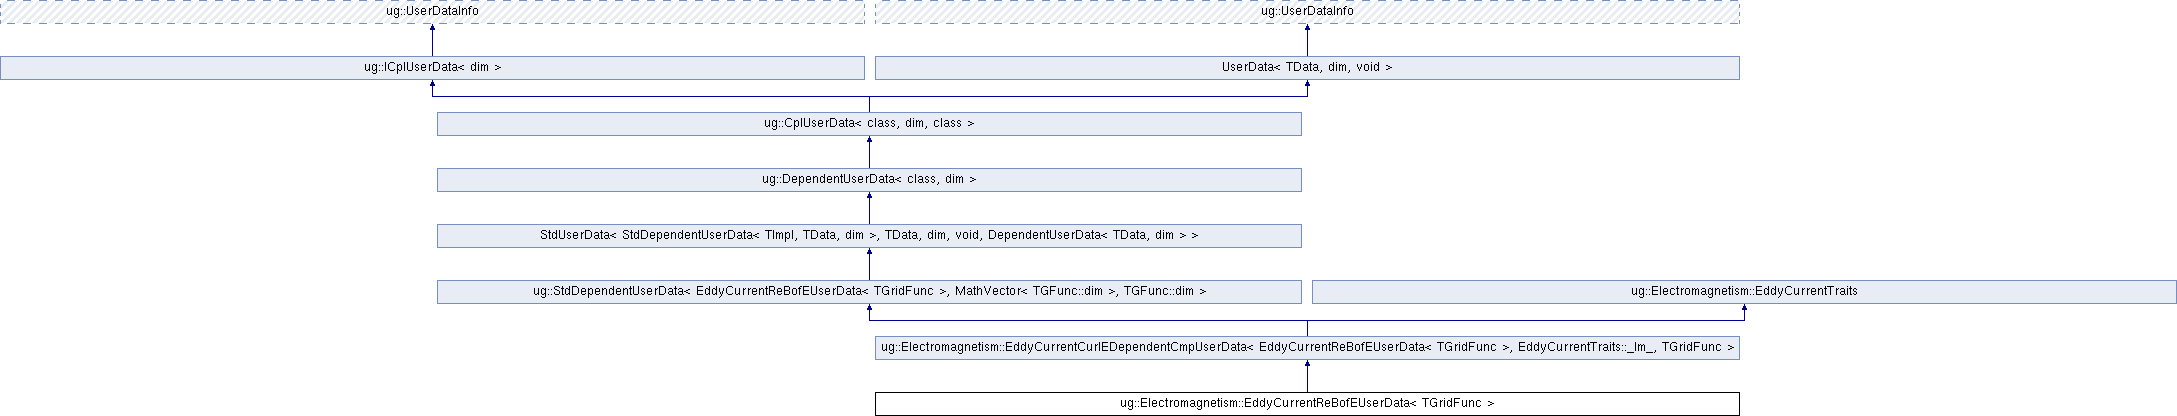 ug::UserDataInfo
ug::UserDataInfo
ug::ICplUserData< dim >
UserData< TData, dim, void >
ug::CplUserData< class, dim, class >
ug::DependentUserData< class, dim >
StdUserData< StdDependentUserData< TImpl, TData, dim >, TData, dim, void, DependentUserData< TData, dim > >
ug::StdDependentUserData< EddyCurrentReBofEUserData< TGridFunc >, MathVector< TGFunc::dim >, TGFunc::dim >
ug::Electromagnetism::EddyCurrentTraits
ug::Electromagnetism::EddyCurrentCurlEDependentCmpUserData< EddyCurrentReBofEUserData< TGridFunc >, EddyCurrentTraits::_Im_, TGridFunc >
ug::Electromagnetism::EddyCurrentReBofEUserData< TGridFunc >